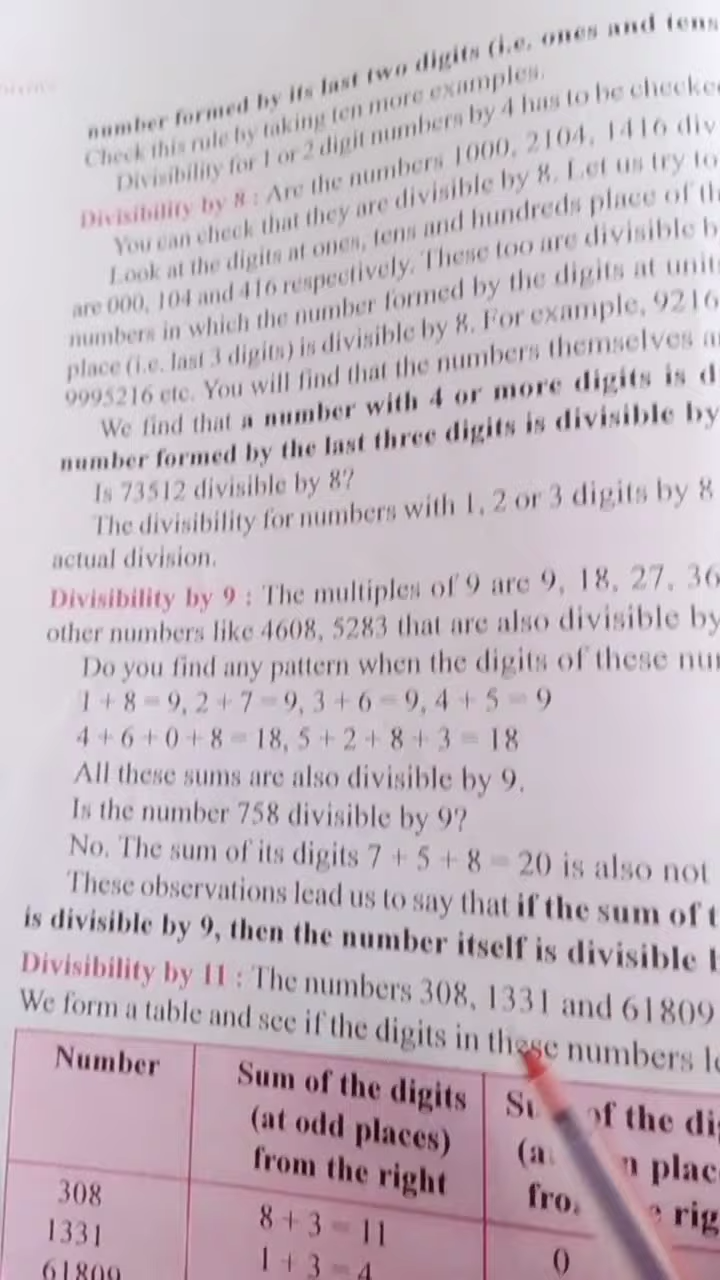 number formed by its last two digits (i.e. ones and tens
Check this rule by taking ten more examples.
Divisibility for 1 or 2 digit numbers by 4 has to be checke
Divisibility by 8 : Are the numbers 1000, 2104, 1416 div
You can check that they are divisible by 8. Let us try to
Look at the digits at ones, tens and hundreds place of th
are 000, 104 and 416 respectively. These too are divisible b
numbers in which the number formed by the digits at unit
place (i.e. last 3 digits) is divisible by 8. For example, 9216
9995216 etc. You will find that the numbers themselves a
We find that a number with 4 or more digits is d
number formed by the last three digits is divisible by
Is 73512 divisible by 8?
The divisibility for numbers with 1, 2 or 3 digits by 8
actual division.
Divisibility by 9 : The multiples of 9 are 9, 18, 27, 36
other numbers like 4608, 5283 that are also divisible by
Do you find any pattern when the digits of these nu
1 + 8 = 9, 2 + 7 = 9, 3 + 6 = 9, 4 + 5 = 9
4 + 6 + 0 + 8 = 18, 5 + 2 + 8 + 3 = 18
All these sums are also divisible by 9.
Is the number 758 divisible by 9?
No. The sum of its digits 7 + 5 + 8 = 20 is also not
These observations lead us to say that if the sum of t
is divisible by 9, then the number itself is divisible
Divisibility by 11 : The numbers 308, 1331 and 61809
We form a table and see if the digits in these numbers
Number
Sum of the digits
(at odd places)
from the right
of the di
plac
rig
308
8 + 3 = 11
0
1331
1 + 3 = 4
61809